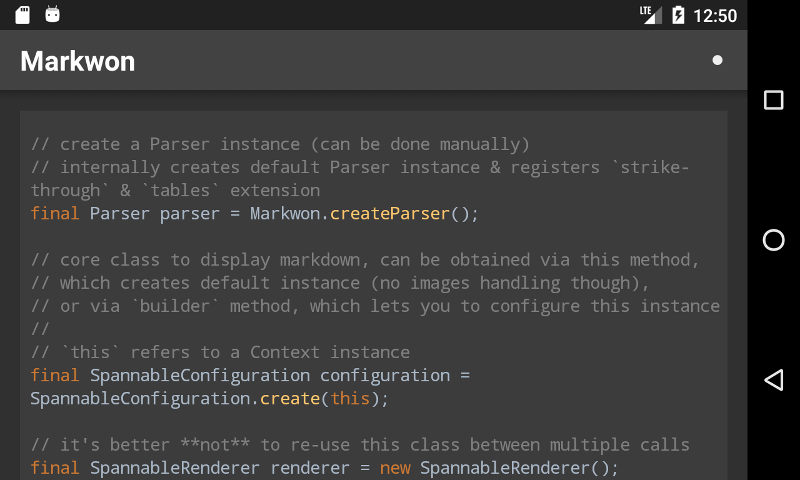 LTE 12:50
Markwon
// create a Parser instance (can be done manually)
// internally creates default Parser instance & registers `strike-
through` & `tables` extension
final Parser parser = Markwon.createParser();
// core class to display markdown, can be obtained via this method,
// which creates default instance (no images handling though),
// or via `builder` method, which lets you to configure this instance
//
// `this` refers to a Context instance
final SpannableConfiguration configuration =
SpannableConfiguration.create(this);
// it's better **not** to re-use this class between multiple calls
final SpannableRenderer renderer = new SpannableRenderer();